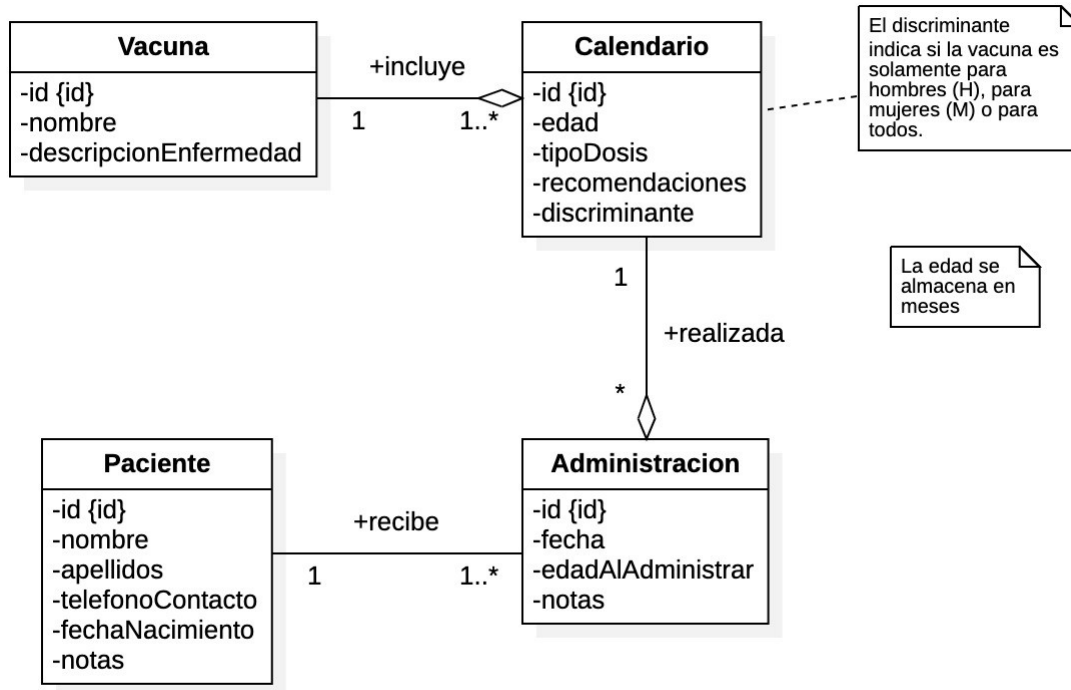 Vacuna
-id {id}
-nombre
-descripcionEnfermedad
+incluye
1
1..*
Calendario
-id {id}
-edad
-tipoDosis
-recomendaciones
-discriminante
El discriminante
indica si la vacuna es
solamente para
hombres (H), para
mujeres (M) o para
todos.
La edad se
almacena en
meses
1
+realizada
*
Paciente
-id {id}
-nombre
-apellidos
-telefonoContacto
-fechaNacimiento
-notas
+recibe
1
1..*
Administracion
-id {id}
-fecha
-edadAlAdministrar
-notas